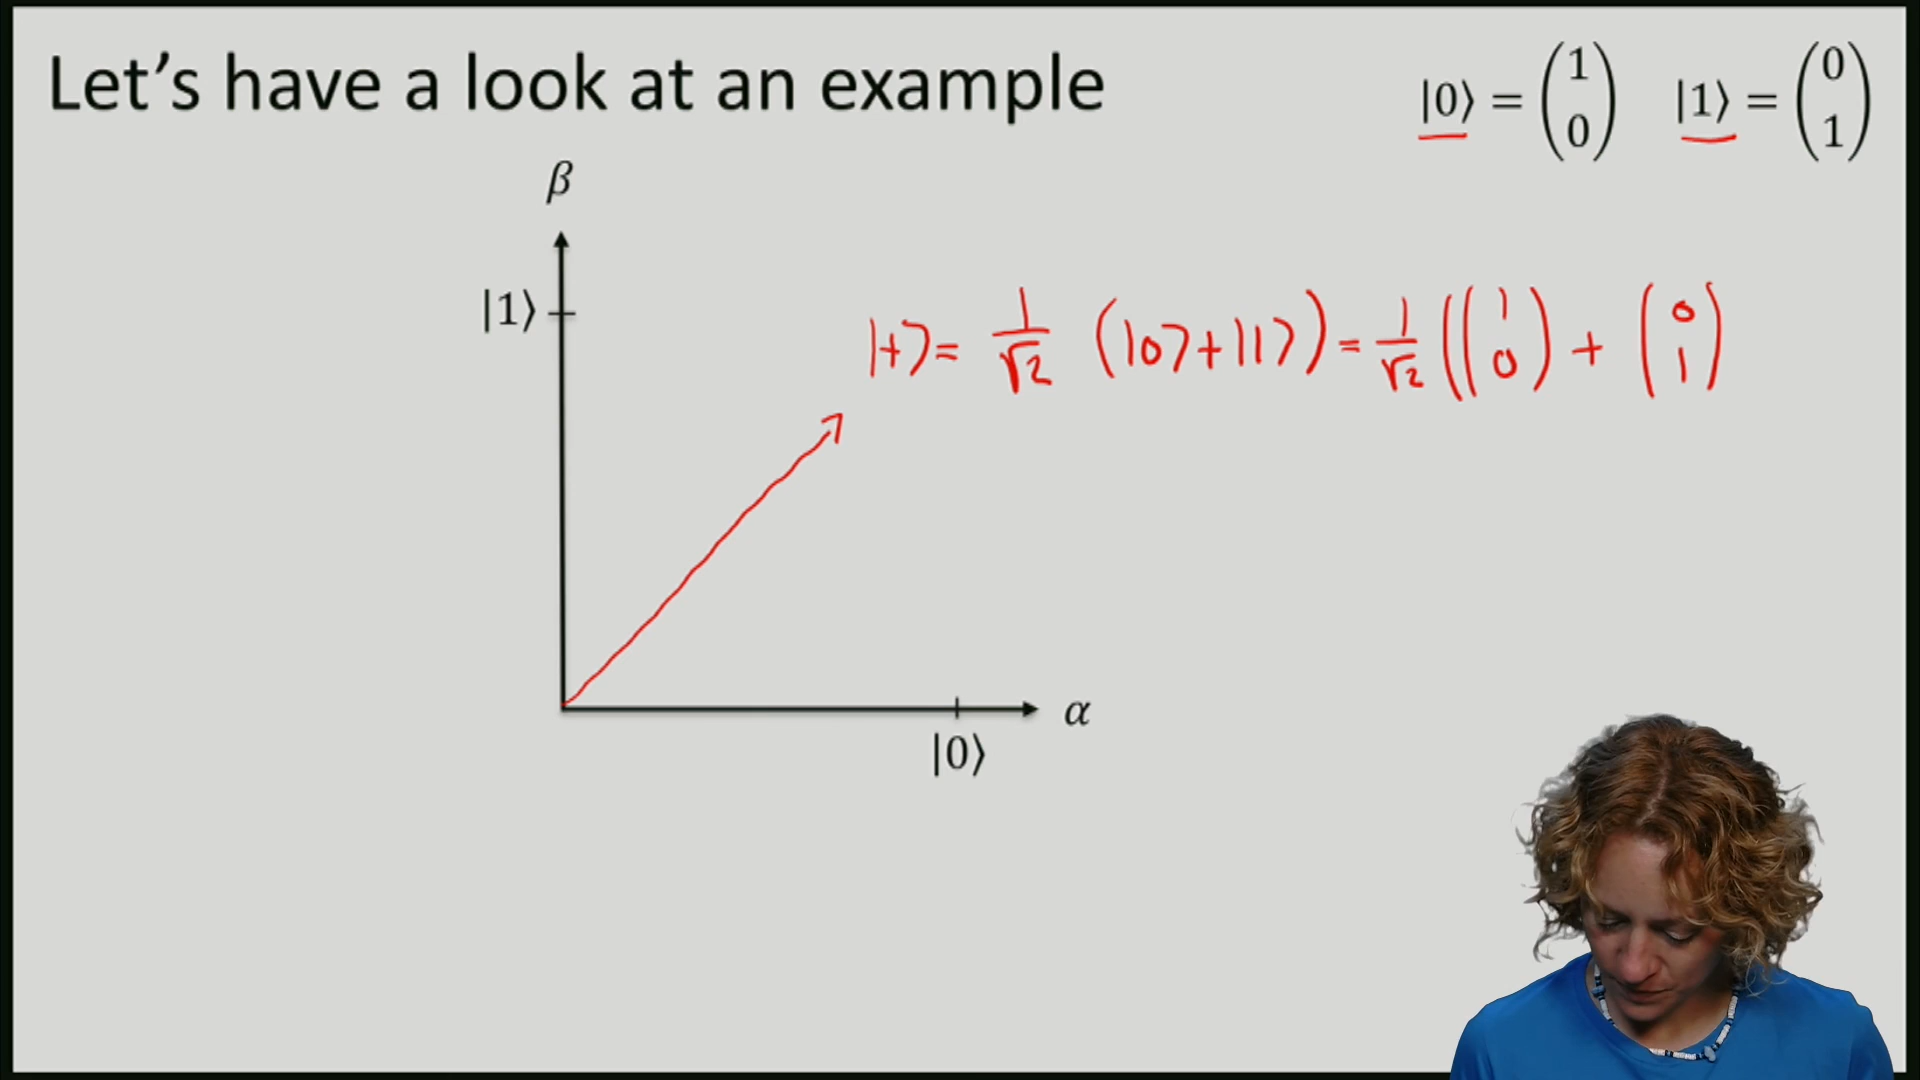 Let's have a look at an example
|0⟩ = (1 0) |1⟩ = (0 1)
β
|1⟩
|+⟩ = 1/√2 (|0⟩+|1⟩) = 1/√2 ((1 0) + (0 1)
α
|0⟩